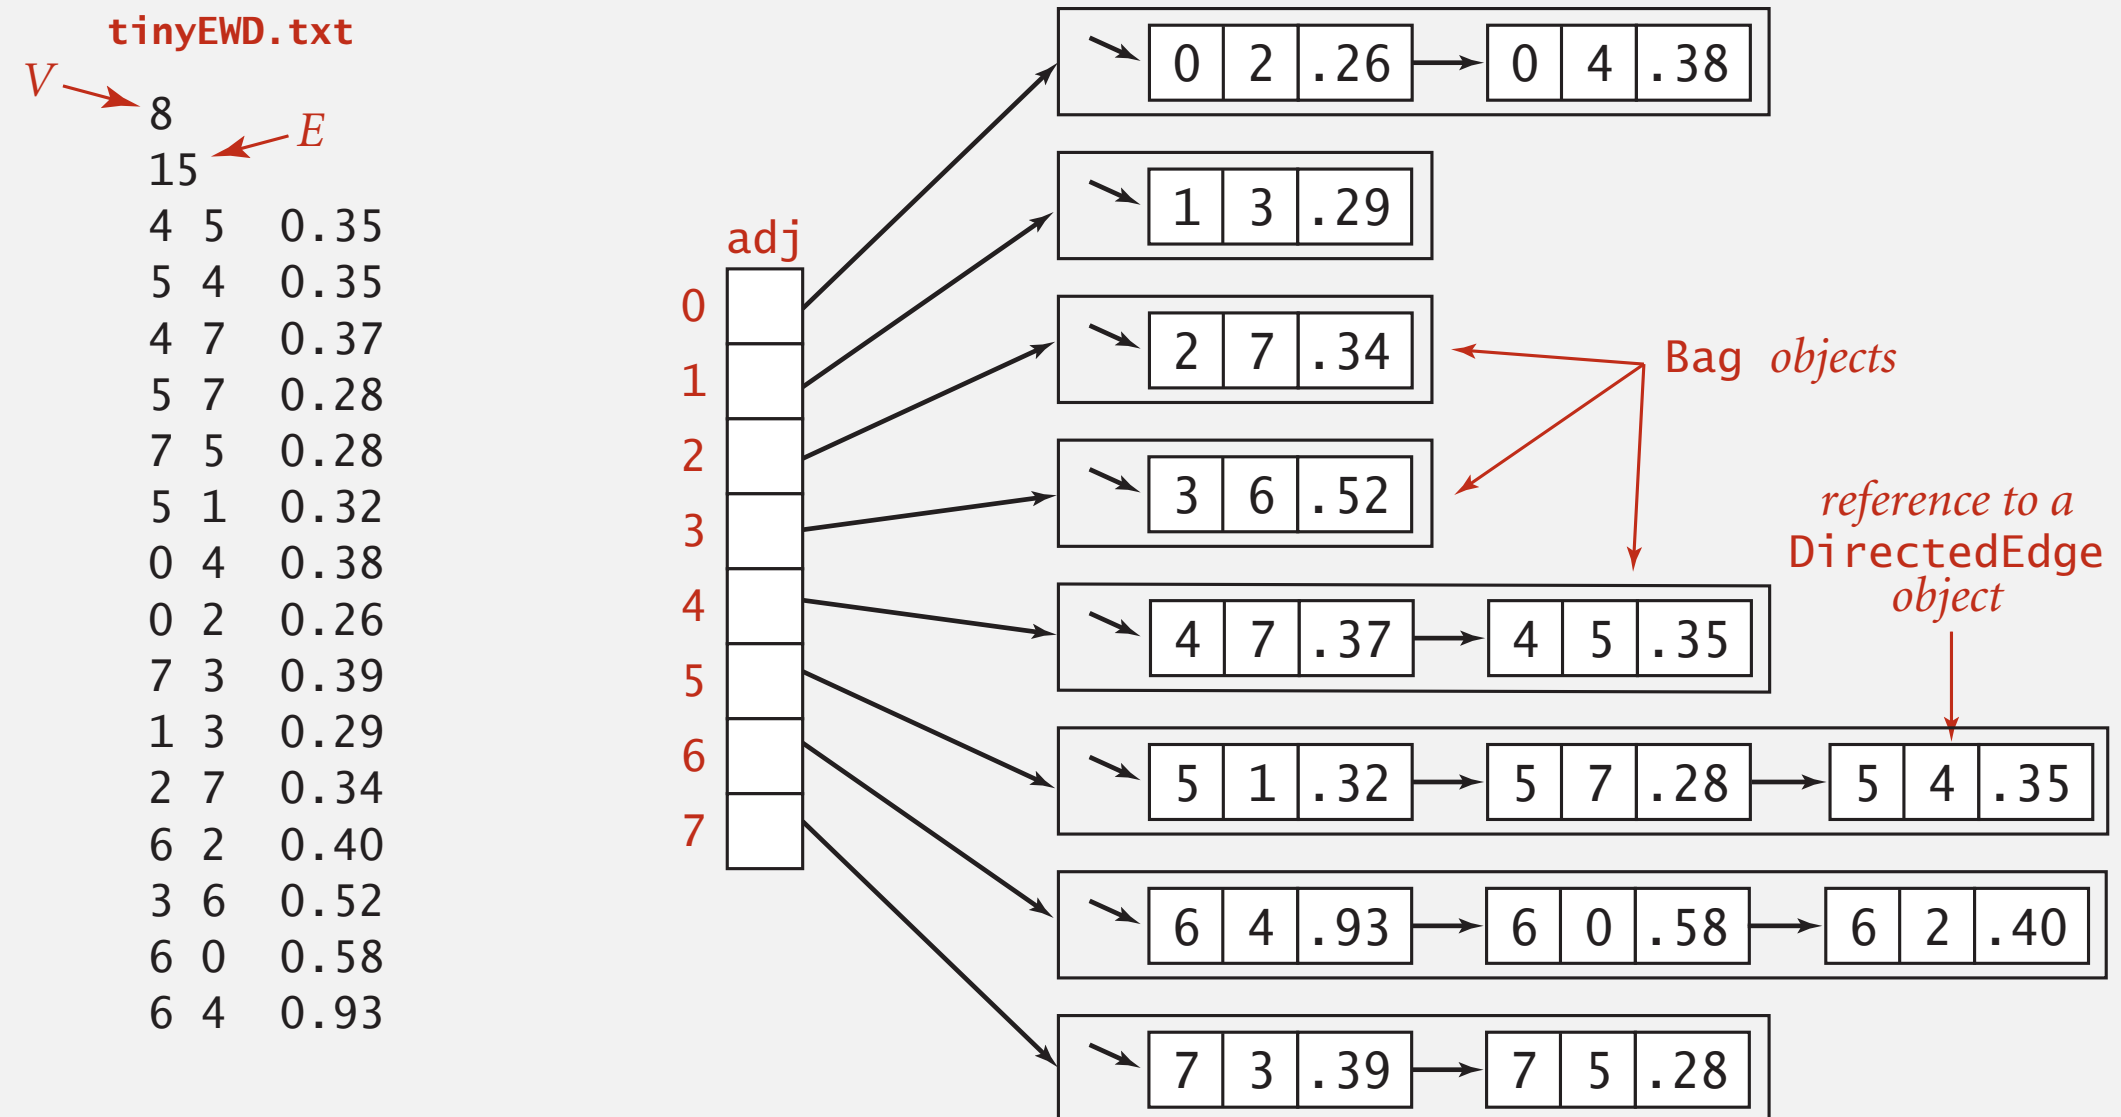 tinyEWD.txt
V
8
E
15
4 5 0.35
5 4 0.35
4 7 0.37
5 7 0.28
7 5 0.28
5 1 0.32
0 4 0.38
0 2 0.26
7 3 0.39
1 3 0.29
2 7 0.34
6 2 0.40
3 6 0.52
6 0 0.58
6 4 0.93
adj
0
1
2
3
4
5
6
7
0 2 .26 0 4 .38
1 3 .29
2 7 .34
3 6 .52
4 7 .37 4 5 .35
5 1 .32 5 7 .28 5 4 .35
6 4 .93 6 0 .58 6 2 .40
7 3 .39 7 5 .28
Bag objects
reference to a
DirectedEdge
object